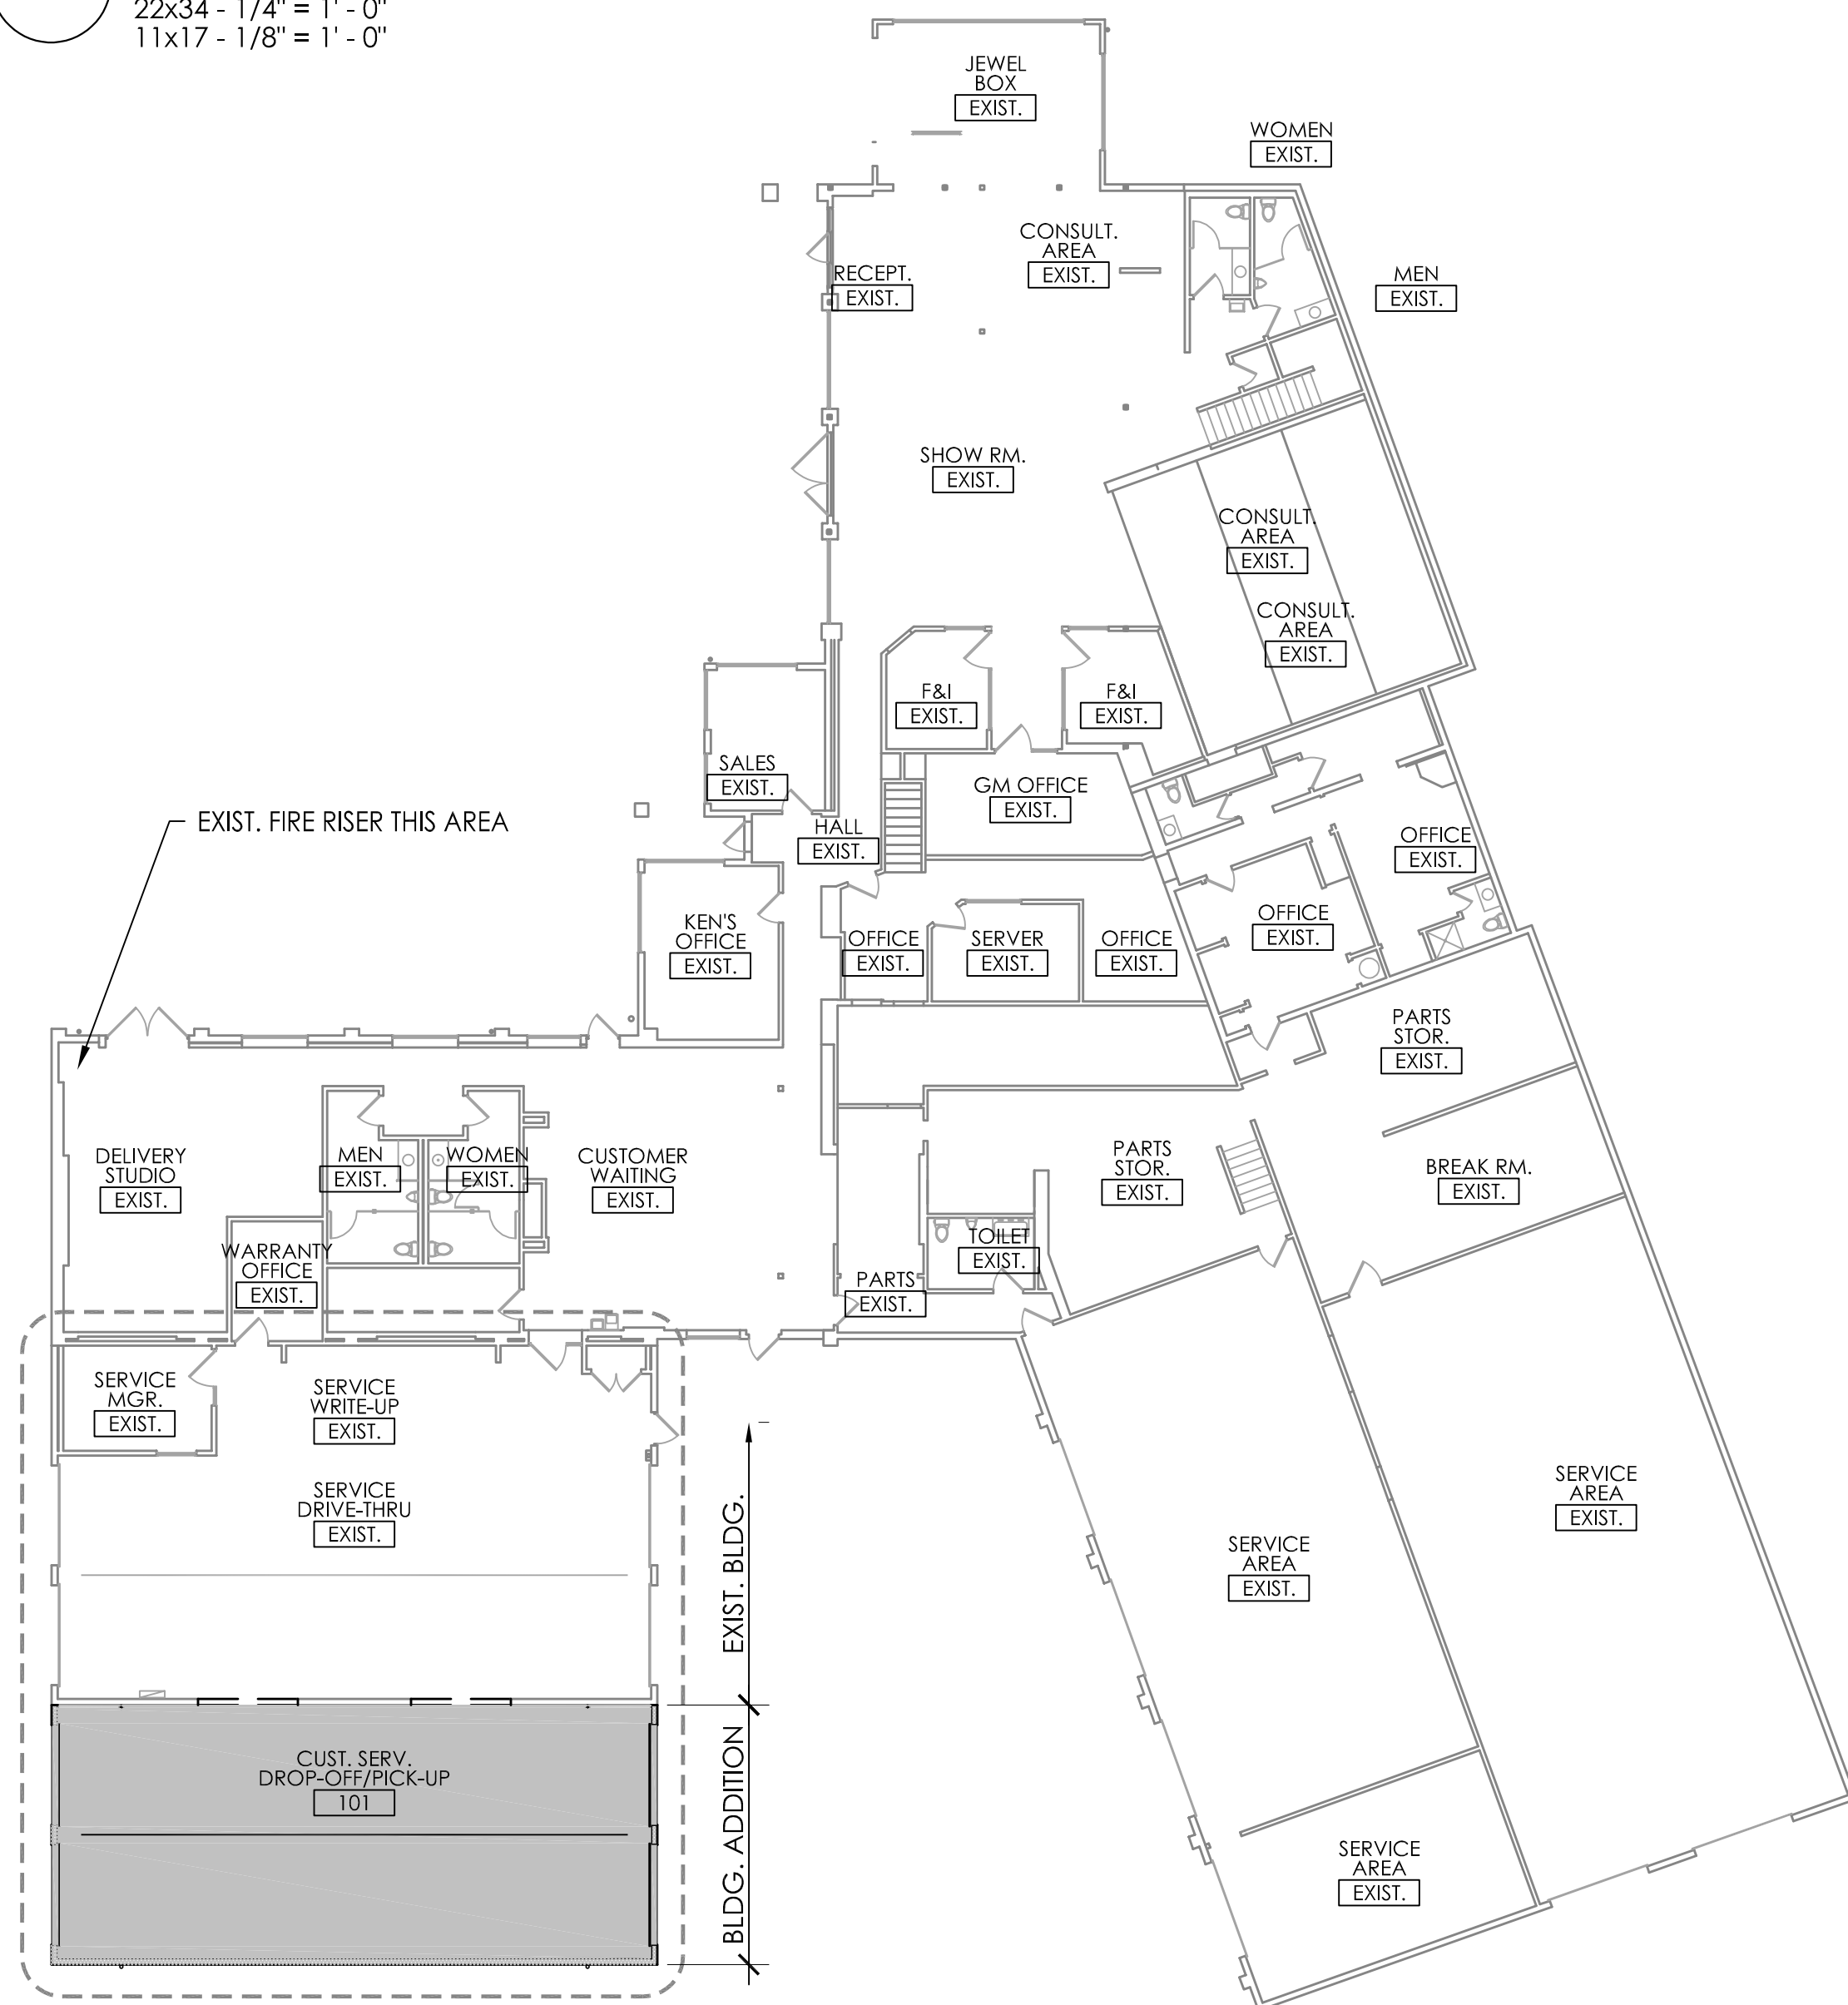 22x34 - 1/4" = 1' - 0"
11x17 - 1/8" = 1' - 0"
JEWEL
BOX
EXIST.
WOMEN
EXIST.
CONSULT.
AREA
EXIST.
RECEPT.
EXIST.
MEN
EXIST.
SHOW RM.
EXIST.
CONSULT.
AREA
EXIST.
CONSULT.
AREA
EXIST.
F&I
EXIST.
F&I
EXIST.
SALES
EXIST.
GM OFFICE
EXIST.
EXIST. FIRE RISER THIS AREA
HALL
EXIST.
OFFICE
EXIST.
KEN'S
OFFICE
EXIST.
OFFICE
EXIST.
SERVER
EXIST.
OFFICE
EXIST.
OFFICE
EXIST.
PARTS
STOR.
EXIST.
DELIVERY
STUDIO
EXIST.
MEN
EXIST.
WOMEN
EXIST.
CUSTOMER
WAITING
EXIST.
PARTS
STOR.
EXIST.
BREAK RM.
EXIST.
WARRANTY
OFFICE
EXIST.
TOILET
EXIST.
PARTS
EXIST.
SERVICE
MGR.
EXIST.
SERVICE
WRITE-UP
EXIST.
SERVICE
DRIVE-THRU
EXIST.
EXIST. BLDG.
SERVICE
AREA
EXIST.
SERVICE
AREA
EXIST.
CUST. SERV.
DROP-OFF/PICK-UP
101
BLDG. ADDITION
SERVICE
AREA
EXIST.